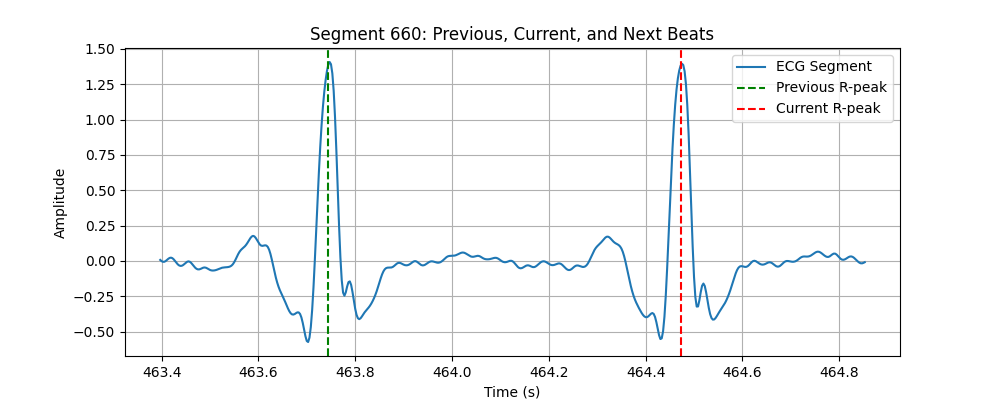 Segment 660: Previous, Current, and Next Beats
1.50
1.25
1.00
0.75
0.50
0.25
0.00
−0.25
−0.50
Amplitude
ECG Segment
Previous R-peak
Current R-peak
463.4 463.6 463.8 464.0 464.2 464.4 464.6 464.8
Time (s)